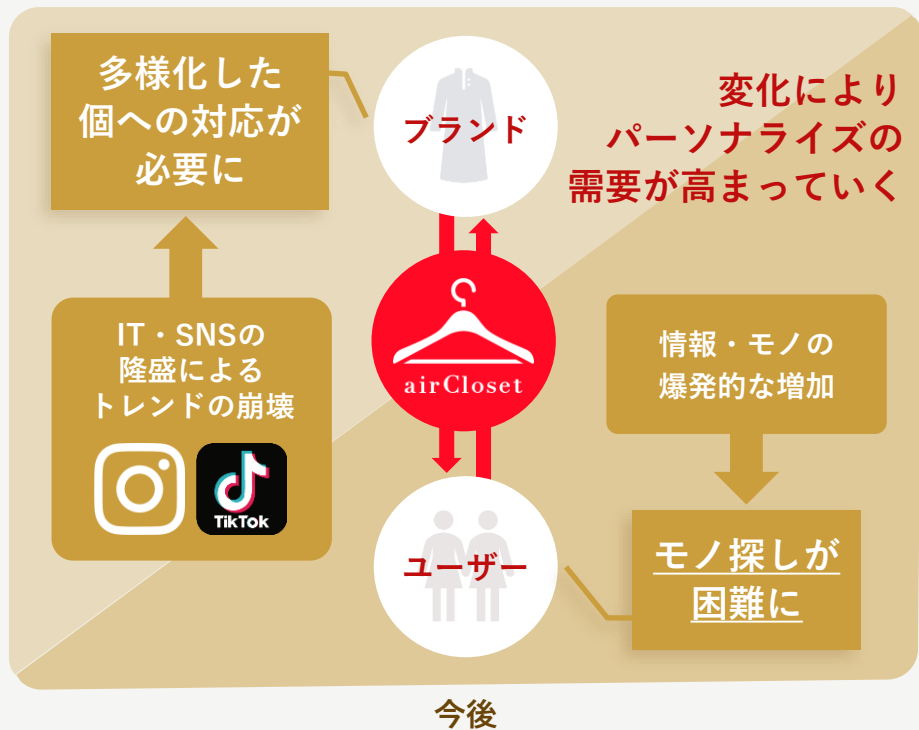 多様化した
個への対応が
必要に
ブランド
変化により
パーソナライズの
需要が高まっていく
IT・SNSの
隆盛による
トレンドの崩壊
TikTok
airCloset
情報・モノの
爆発的な増加
ユーザー
モノ探しが
困難に
今後